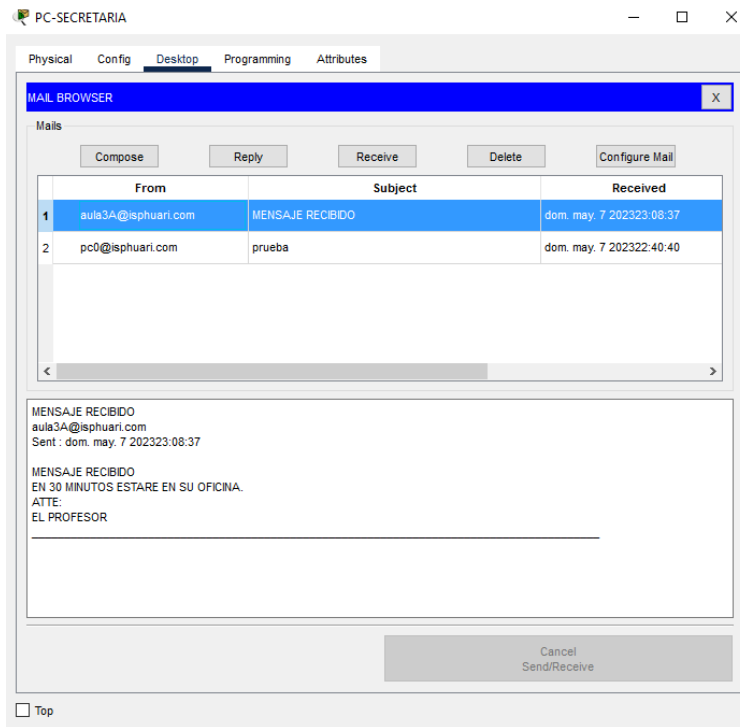 PC-SECRETARIA
Physical Config Desktop Programming Attributes
MAIL BROWSER X
Mails
Compose Reply Receive Delete Configure Mail
From Subject Received
1 aula3A@isphuari.com MENSAJE RECIBIDO dom. may. 7 202323:08:37
2 pc0@isphuari.com prueba dom. may. 7 202322:40:40
MENSAJE RECIBIDO
aula3A@isphuari.com
Sent : dom. may. 7 202323:08:37
MENSAJE RECIBIDO
EN 30 MINUTOS ESTARE EN SU OFICINA.
ATTE:
EL PROFESOR
Cancel
Send/Receive
Top